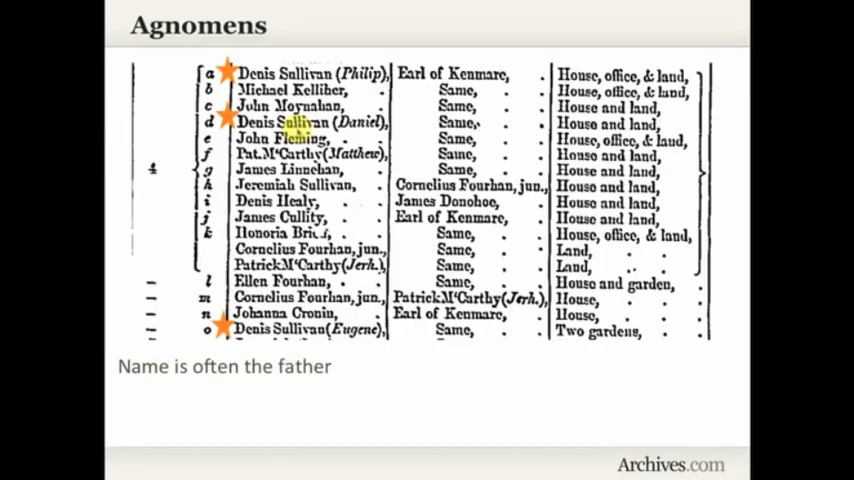 Agnomens
a Denis Sullivan (Philip), Earl of Kenmare, . House, office, & land,
b Michael Kelliher, . Same, . . House, office, & land,
c John Moynahan, . Same, . . House and land,
d Denis Sullivan (Daniel), Same, . . House and land,
e John Fleming, . . Same, . . House, office, & land,
f Pat. M'Carthy (Matthew), Same, . . House and land,
4 g James Linnehan, . Same, . . House and land,
h Jeremiah Sullivan, . Cornelius Fourhan, jun., House and land,
i Denis Healy, . . James Donohoe, . House and land,
j James Cullity, . . Earl of Kenmare, . House and land,
k Honoria . Same, . . House, office, & land,
Cornelius Fourhan, jun., Same, . . Land, . .
Patrick M'Carthy (Jerh.), Same, . . Land, . .
– l Ellen Fourhan, . . Same, . . House and garden, .
– m Cornelius Fourhan, jun., Patrick M'Carthy (Jerh.), House, . . .
– n Johanna Cronin, . Earl of Kenmare, . House, . . .
– o Denis Sullivan (Eugene), Same, . . Two gardens, . .
Name is often the father
Archives.com